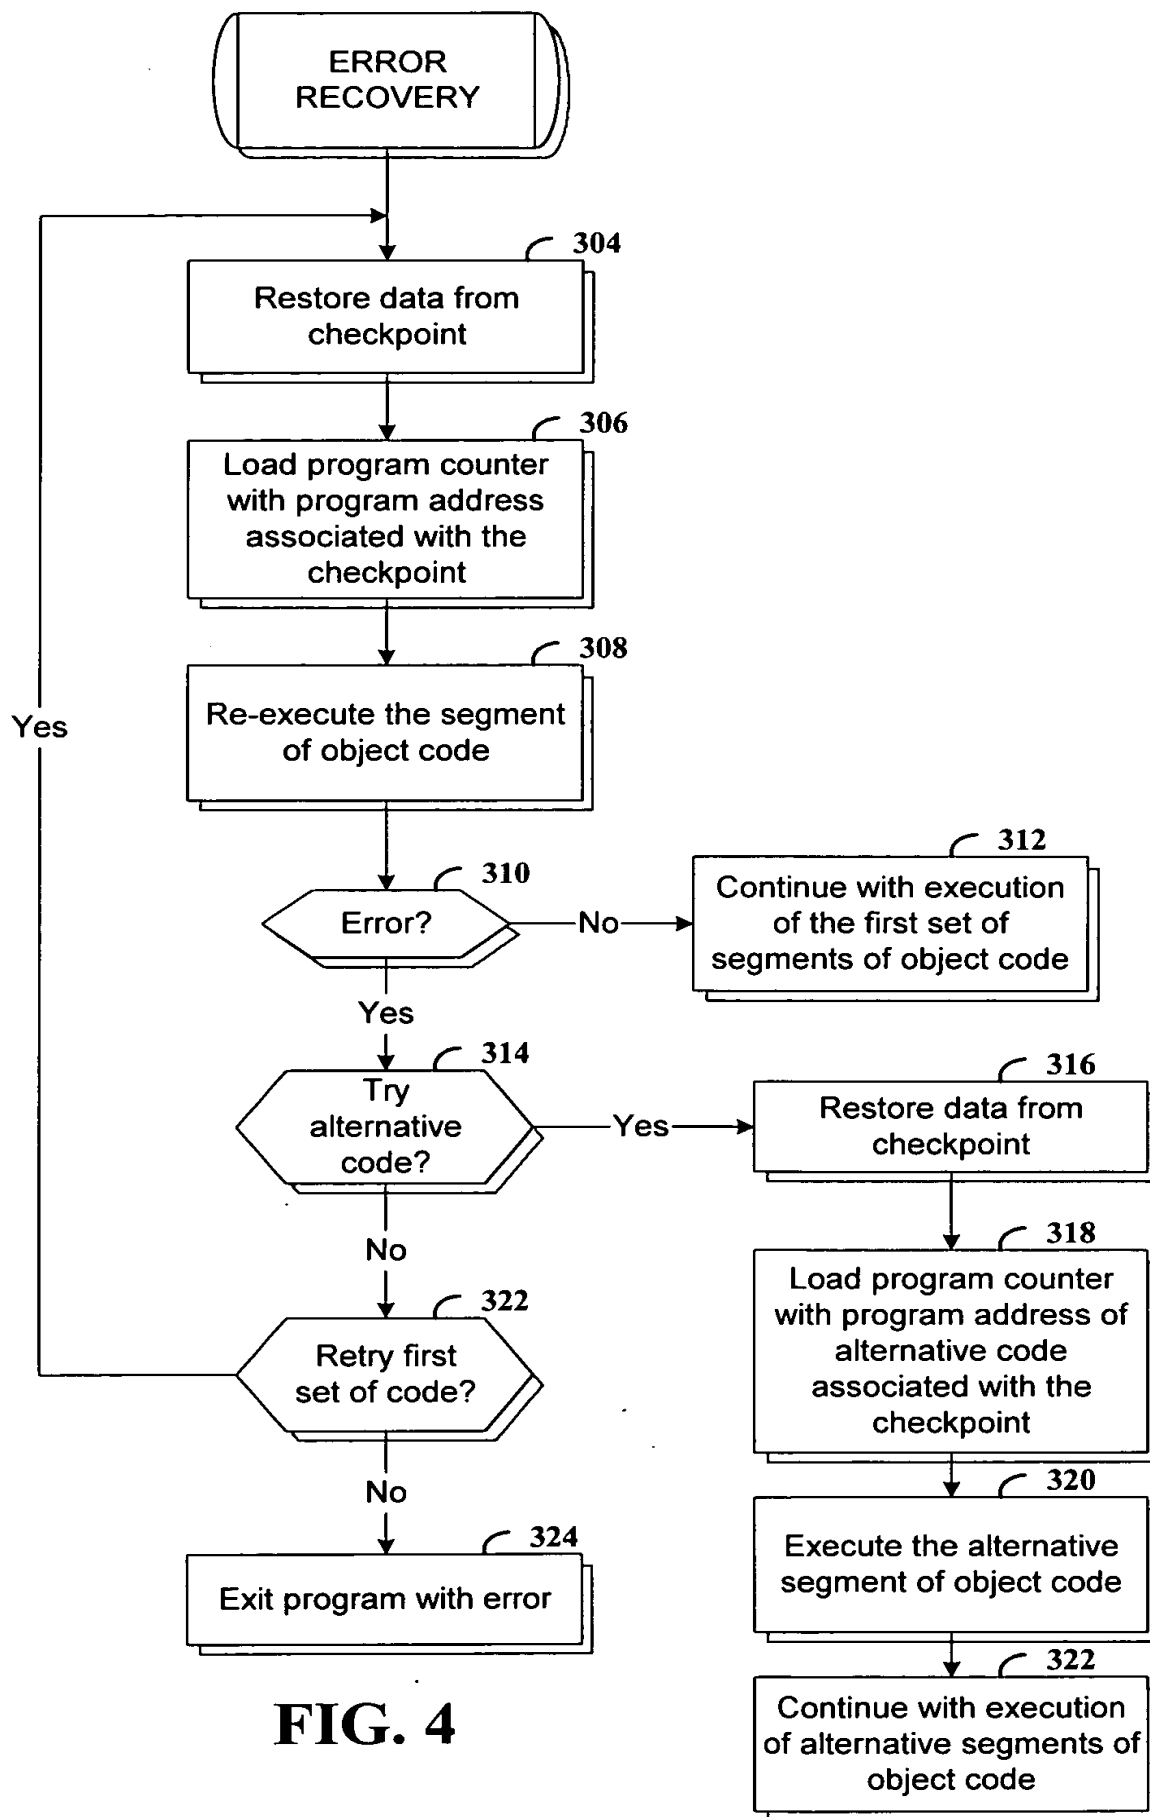 ERROR
RECOVERY
304
Restore data from
checkpoint
306
Load program counter
with program address
associated with the
checkpoint
308
Re-execute the segment
of object code
Yes
310
Error?
No
312
Continue with execution
of the first set of
segments of object code
Yes
314
Try
alternative
code?
Yes
316
Restore data from
checkpoint
318
Load program counter
with program address of
alternative code
associated with the
checkpoint
320
Execute the alternative
segment of object code
322
Continue with execution
of alternative segments of
object code
No
322
Retry first
set of code?
No
324
Exit program with error
FIG. 4